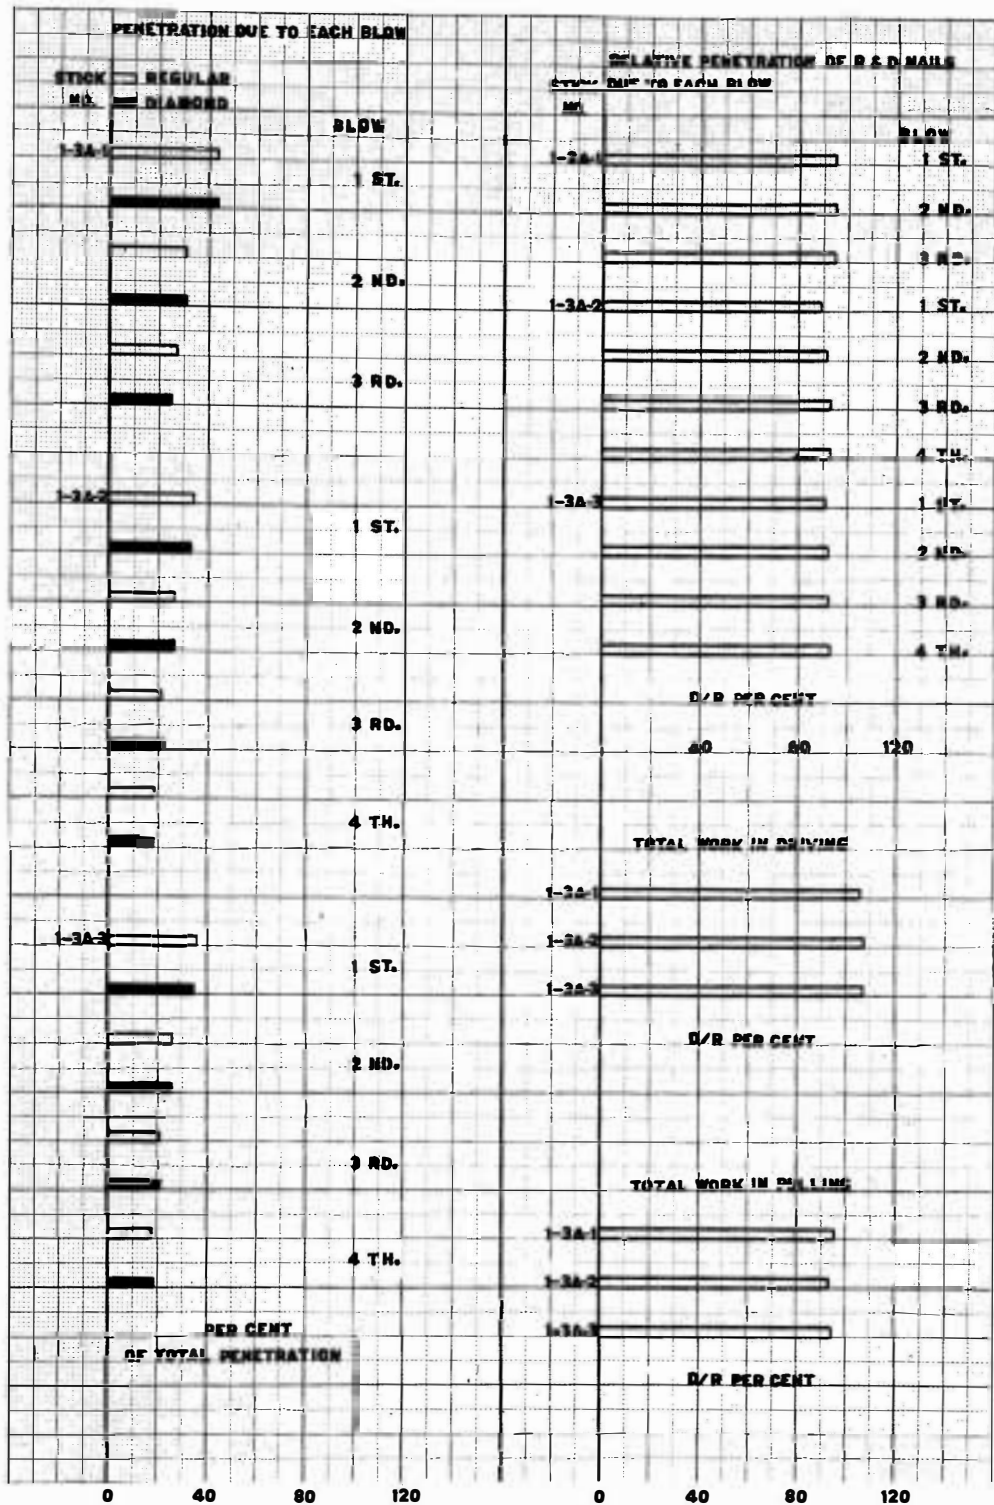 PENETRATION DUE TO EACH BLOW
STICK REGULAR
NO. DIAMOND
BLOW
1-3A-1
1 ST.
2 ND.
3 RD.
1-3A-2
1 ST.
2 ND.
3 RD.
4 TH.
1-3A-3
1 ST.
2 ND.
3 RD.
4 TH.
PER CENT
OF TOTAL PENETRATION
0 40 80 120
RELATIVE PENETRATION OF R & D NAILS
STICK DUE TO EACH BLOW
NO.
BLOW
1-3A-1 1 ST.
2 ND.
3 RD.
1-3A-2 1 ST.
2 ND.
3 RD.
4 TH.
1-3A-3 1 ST.
2 ND.
3 RD.
4 TH.
D/R PER CENT
40 80 120
TOTAL WORK IN DRIVING
1-3A-1
1-3A-2
1-3A-3
D/R PER CENT
TOTAL WORK IN PULLING
1-3A-1
1-3A-2
1-3A-3
D/R PER CENT
0 40 80 120